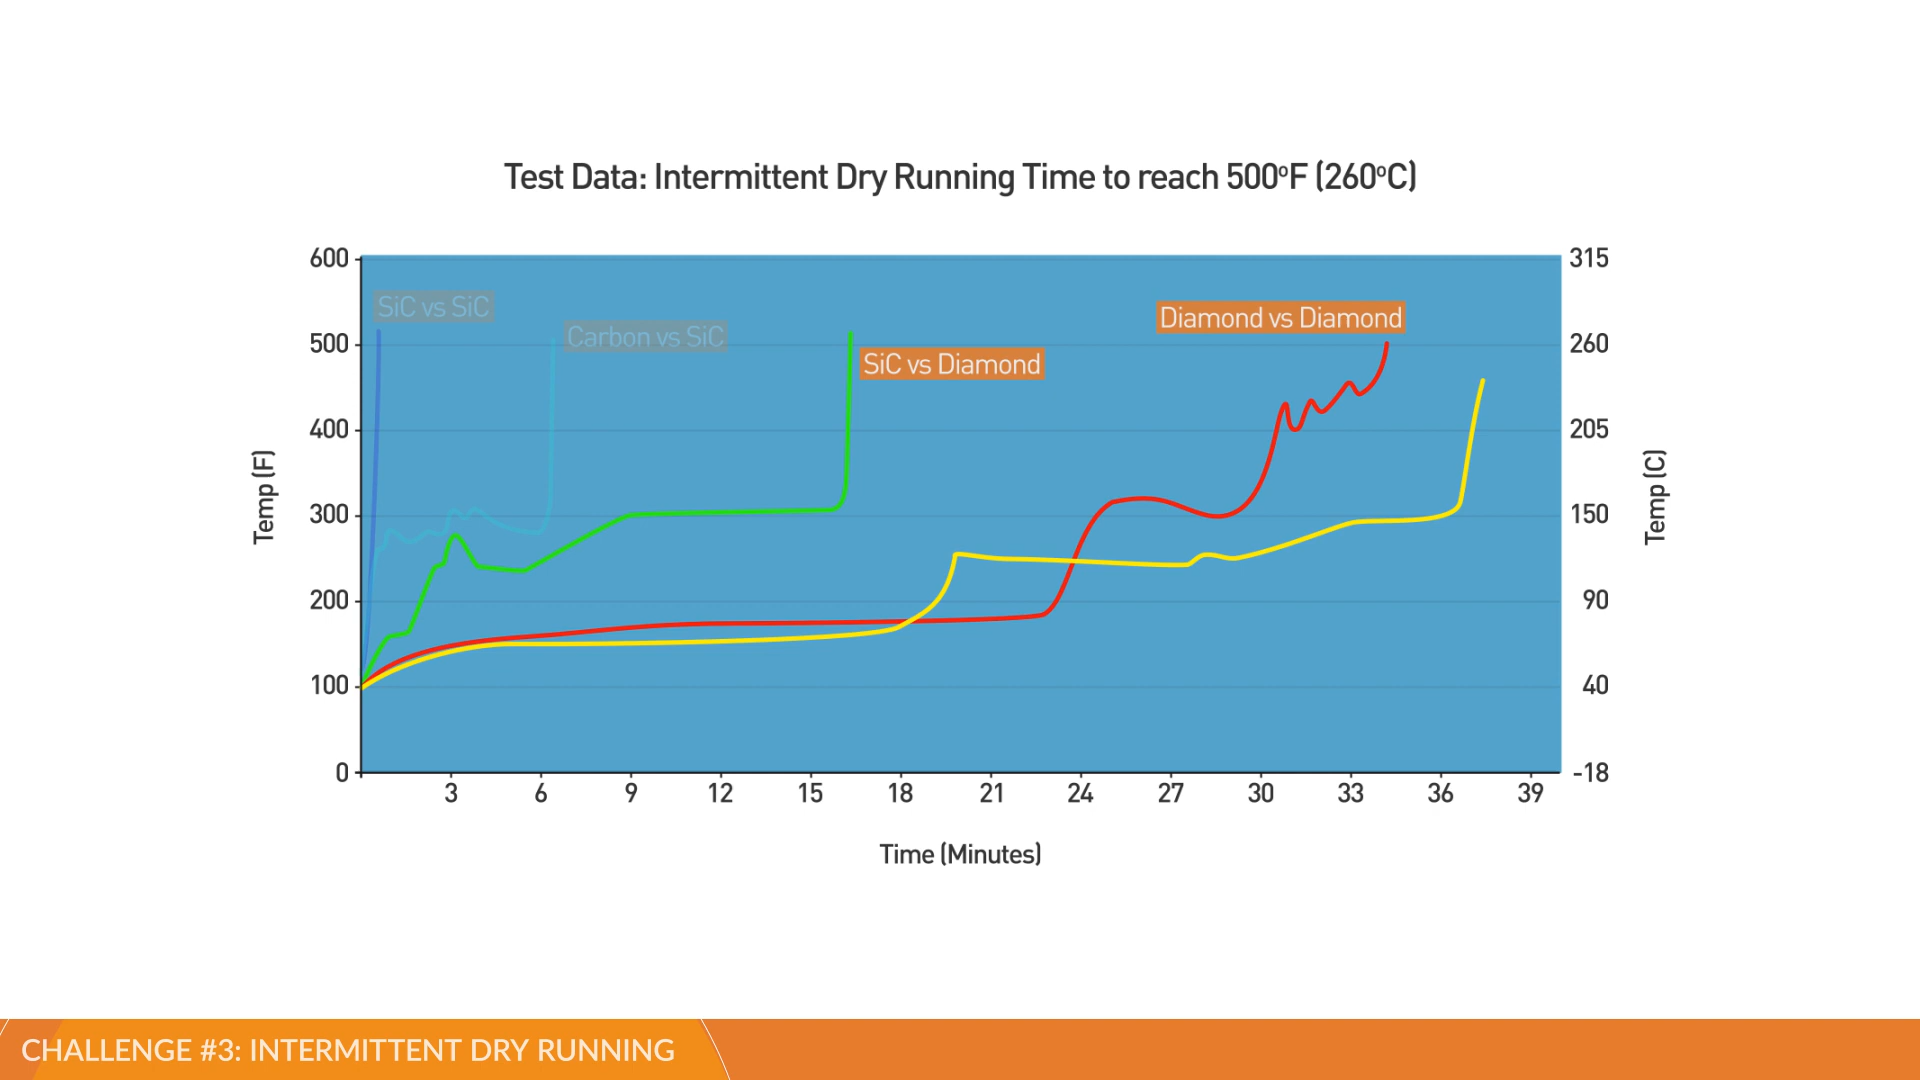 Test Data: Intermittent Dry Running Time to reach 500ºF (260ºC)
600
500
400
300
200
100
0
Temp (F)
SiC vs SiC
Carbon vs SiC
SiC vs Diamond
Diamond vs Diamond
315
260
205
150
90
40
-18
Temp (C)
3 6 9 12 15 18 21 24 27 30 33 36 39
Time (Minutes)
CHALLENGE #3: INTERMITTENT DRY RUNNING